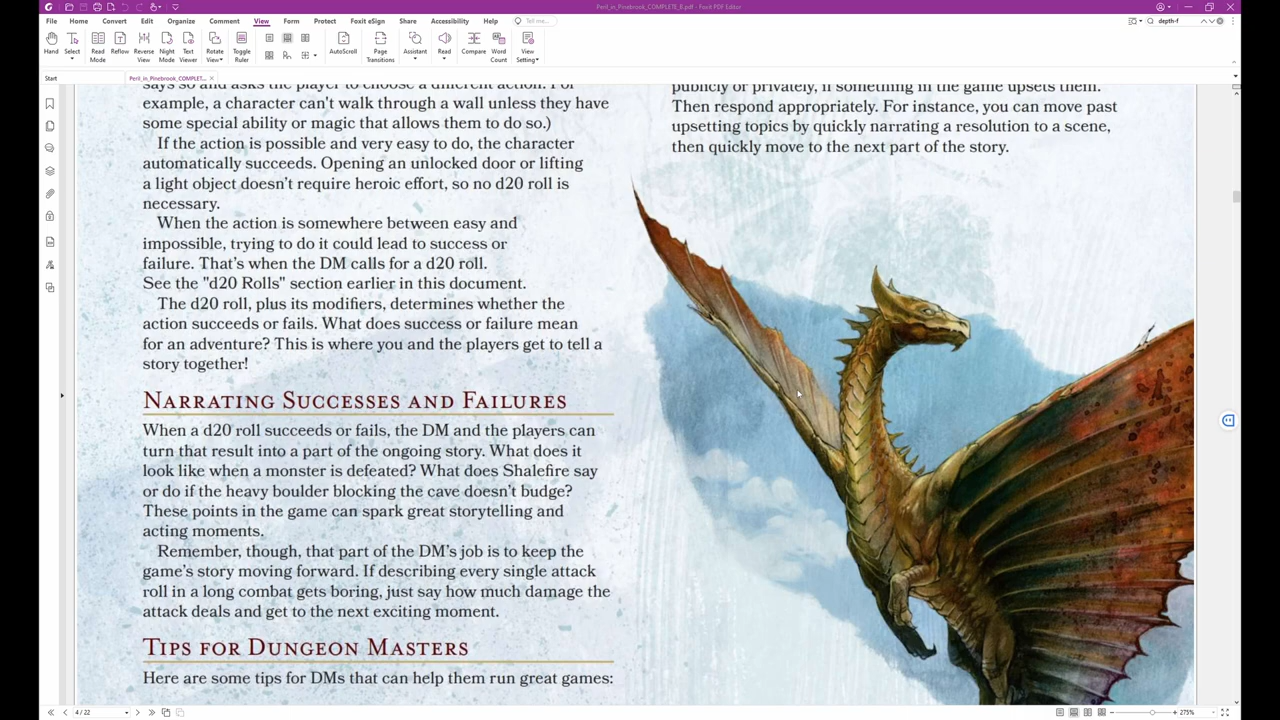 Peril_in_Pinebrook_COMPLETE_B.pdf - Foxit PDF Editor
File Home Convert Edit Organize Comment View Form Protect Foxit eSign Share Accessibility Help Tell me... depth-f
Hand Select Read Mode Reflow Reverse View Night Mode Text Viewer Rotate View Toggle Ruler AutoScroll Page Transitions Assistant Read Compare Word Count View Setting
Start Peril_in_Pinebrook_COMPLET...
says so and asks the player to choose a different action. For
example, a character can't walk through a wall unless they have
some special ability or magic that allows them to do so.)
If the action is possible and very easy to do, the character
automatically succeeds. Opening an unlocked door or lifting
a light object doesn't require heroic effort, so no d20 roll is
necessary.
When the action is somewhere between easy and
impossible, trying to do it could lead to success or
failure. That's when the DM calls for a d20 roll.
See the "d20 Rolls" section earlier in this document.
The d20 roll, plus its modifiers, determines whether the
action succeeds or fails. What does success or failure mean
for an adventure? This is where you and the players get to tell a
story together!
Narrating Successes and Failures
When a d20 roll succeeds or fails, the DM and the players can
turn that result into a part of the ongoing story. What does it
look like when a monster is defeated? What does Shalefire say
or do if the heavy boulder blocking the cave doesn't budge?
These points in the game can spark great storytelling and
acting moments.
Remember, though, that part of the DM's job is to keep the
game's story moving forward. If describing every single attack
roll in a long combat gets boring, just say how much damage the
attack deals and get to the next exciting moment.
Tips for Dungeon Masters
Here are some tips for DMs that can help them run great games:
publicly or privately, if something in the game upsets them.
Then respond appropriately. For instance, you can move past
upsetting topics by quickly narrating a resolution to a scene,
then quickly move to the next part of the story.
4 / 22
275%